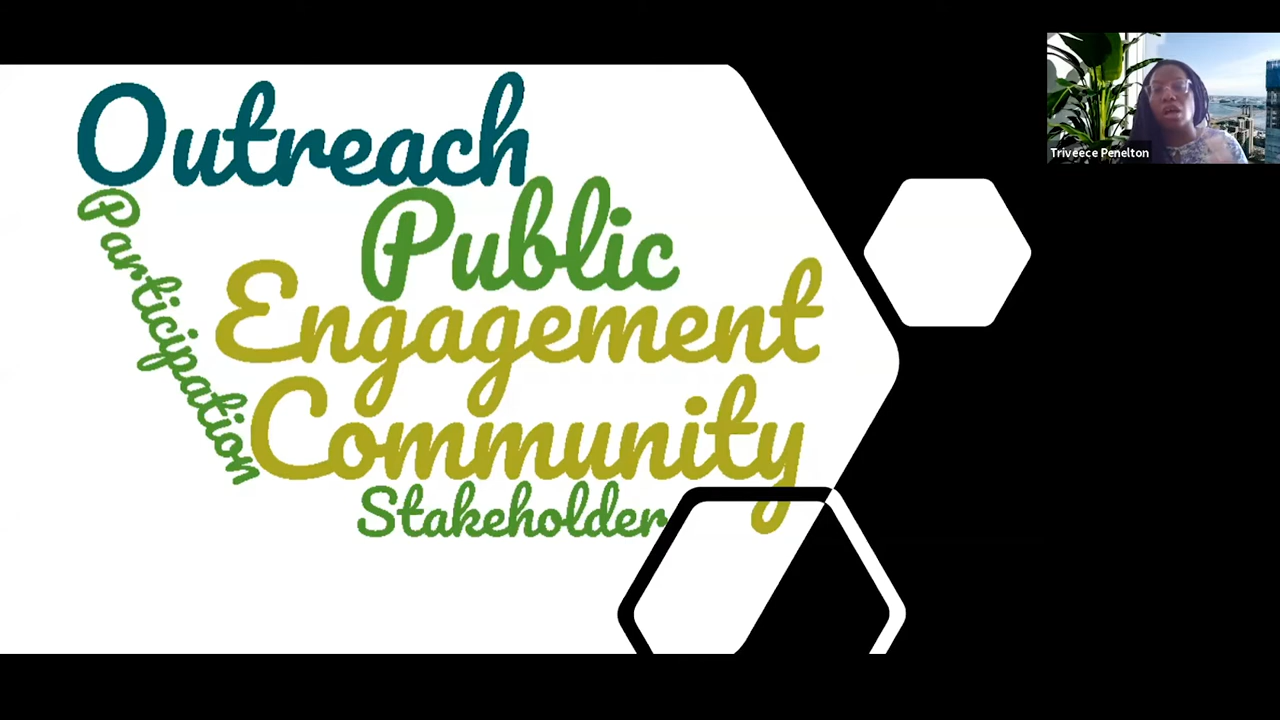 Outreach
Public
Participation
Engagement
Community
Stakeholder
Triveece Penelton